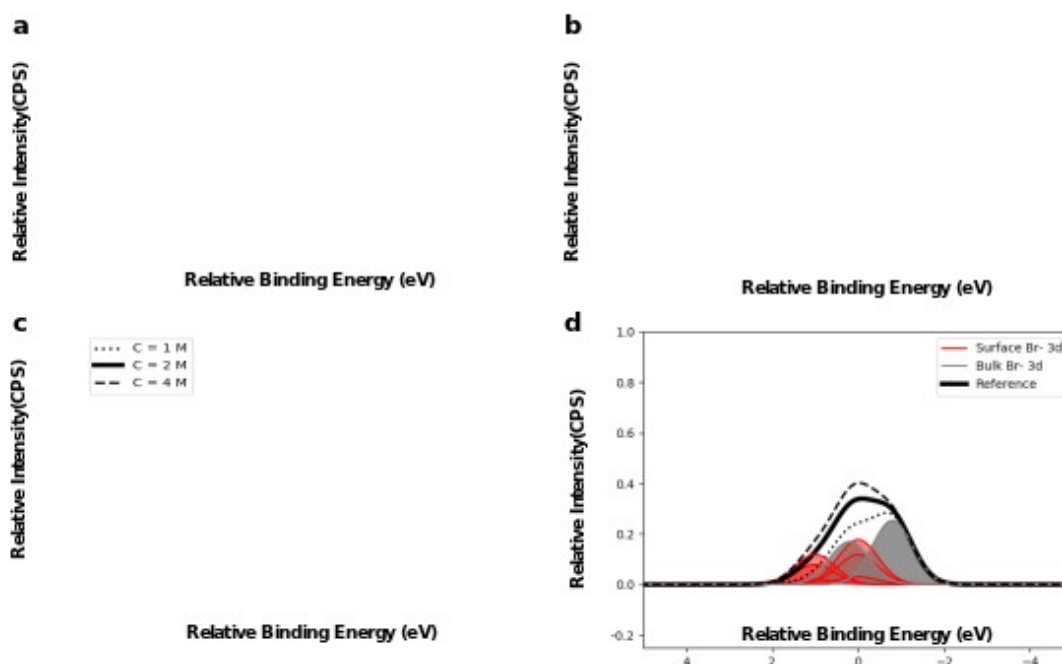 a
Relative Intensity(CPS)
Relative Binding Energy (eV)
b
Relative Intensity(CPS)
Relative Binding Energy (eV)
c
C = 1 M
C = 2 M
C = 4 M
Relative Intensity(CPS)
Relative Binding Energy (eV)
d
Surface Br- 3d
Bulk Br- 3d
Reference
Relative Intensity(CPS)
1.0
0.8
0.6
0.4
0.2
0.0
-0.2
Relative Binding Energy (eV)
4 2 0 −2 −4